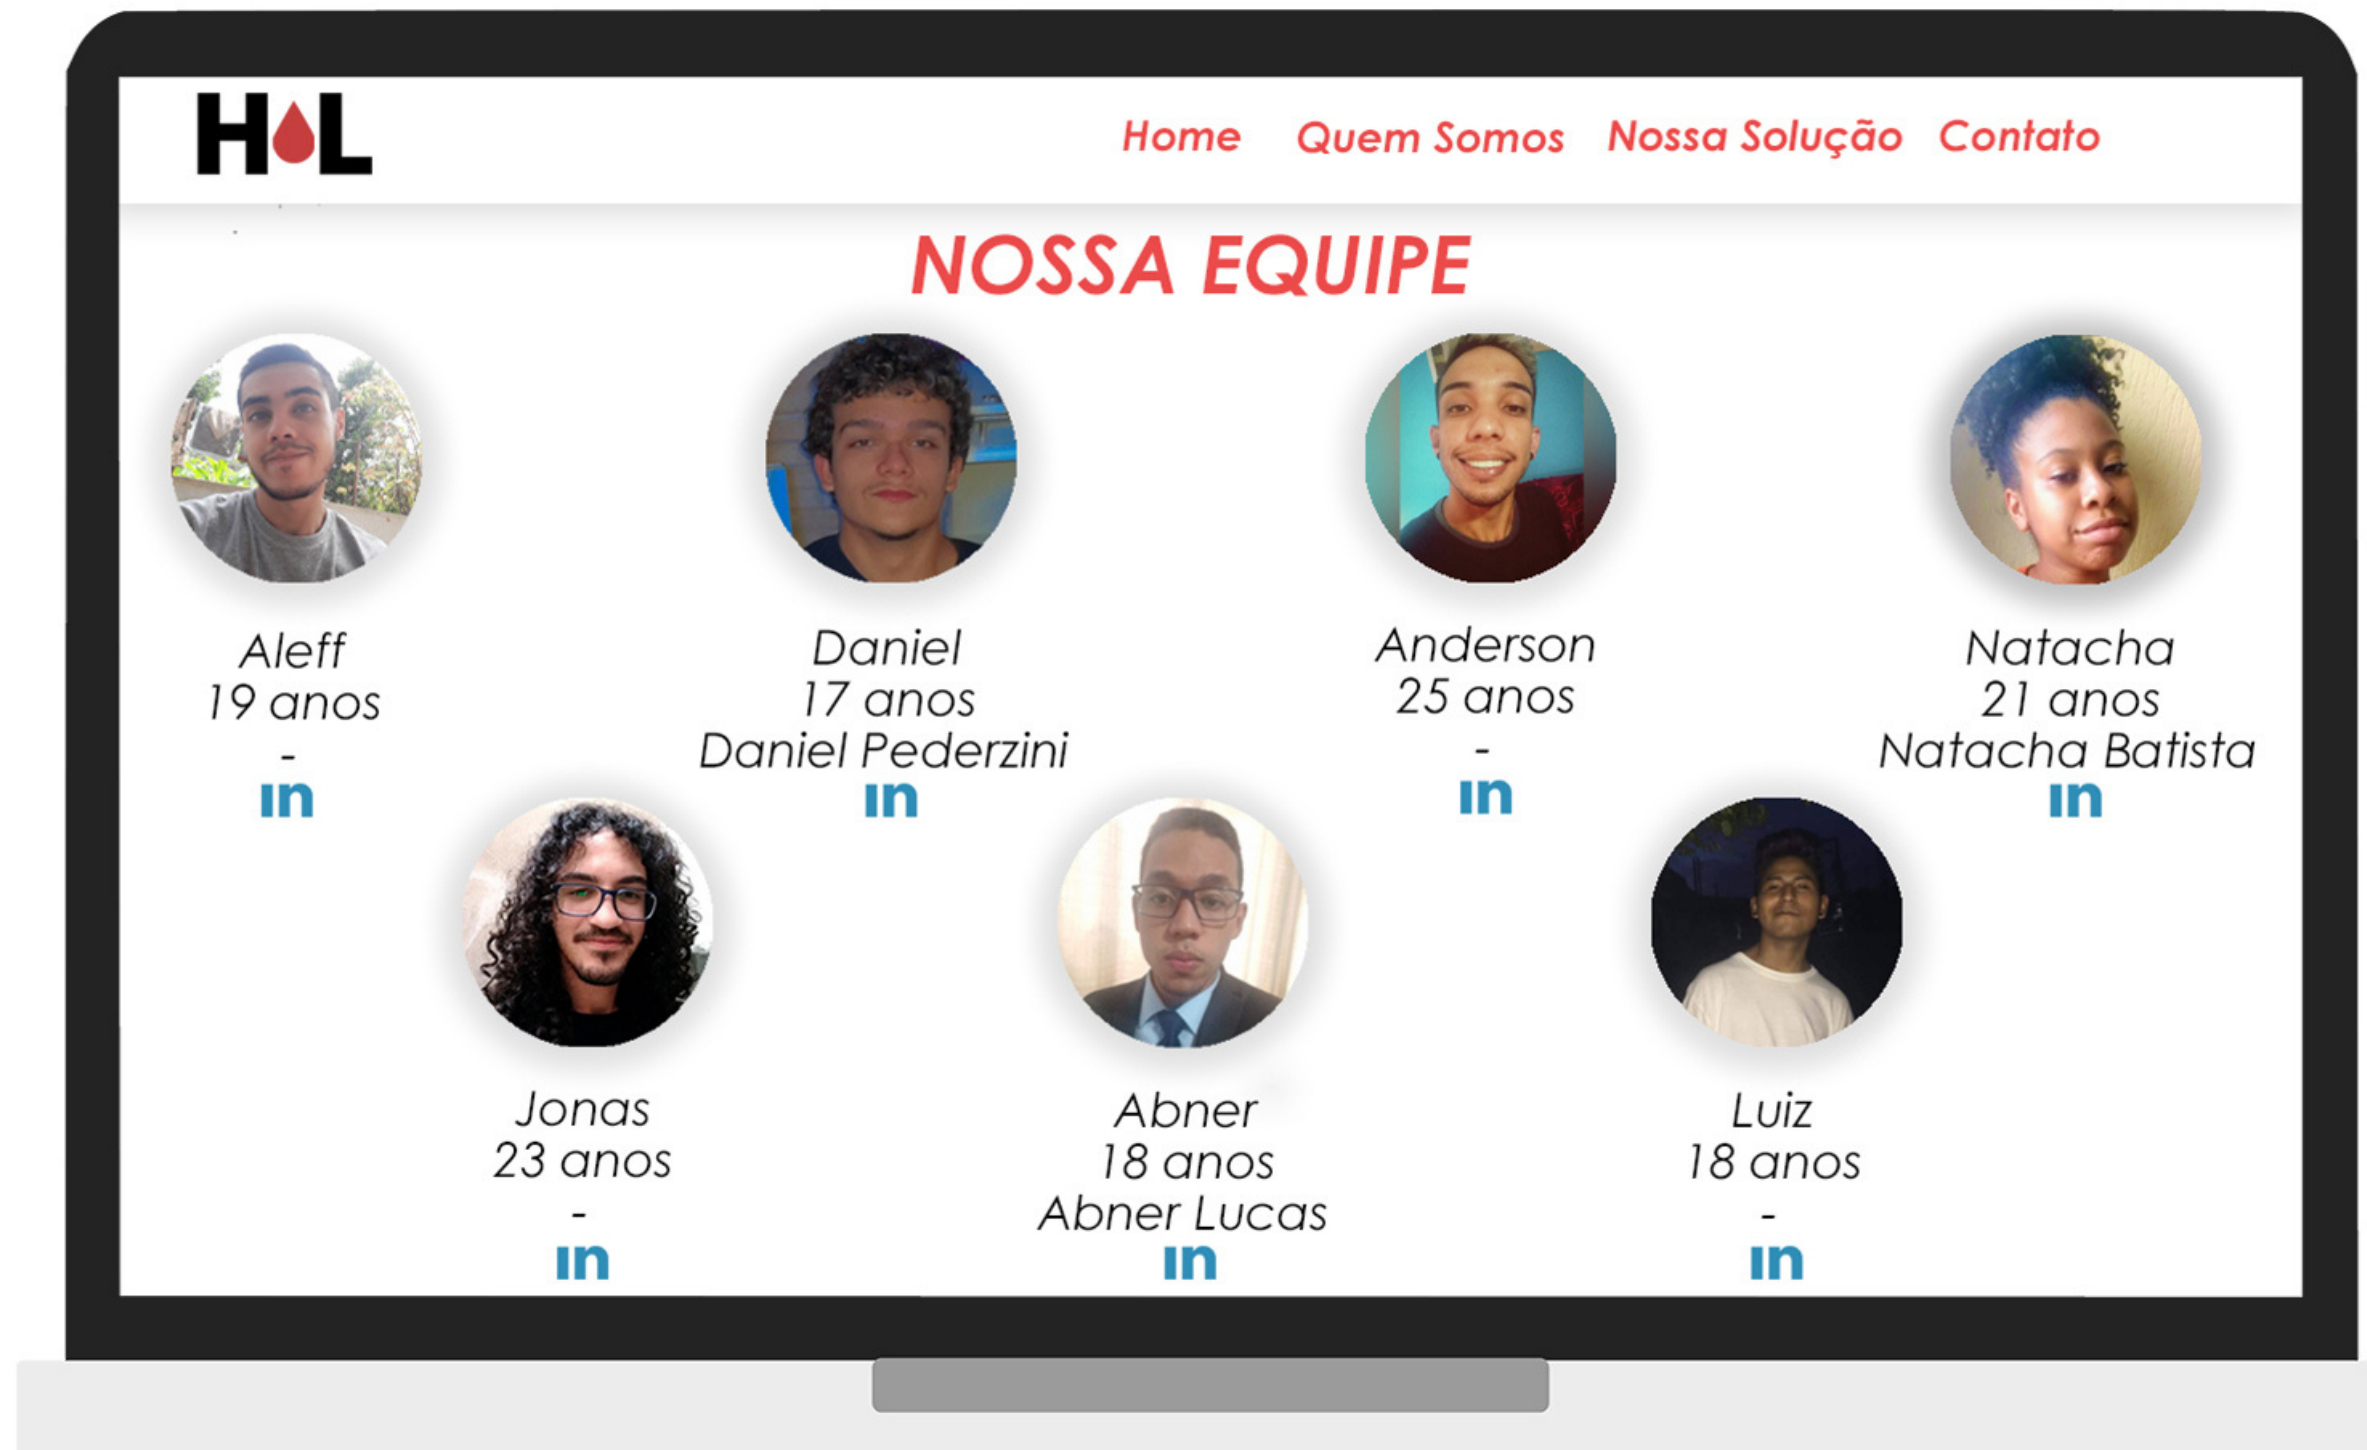 H L
Home Quem Somos Nossa Solução Contato
NOSSA EQUIPE
Aleff
19 anos
-
in
Daniel
17 anos
Daniel Pederzini
in
Anderson
25 anos
-
in
Natacha
21 anos
Natacha Batista
in
Jonas
23 anos
-
in
Abner
18 anos
Abner Lucas
in
Luiz
18 anos
-
in